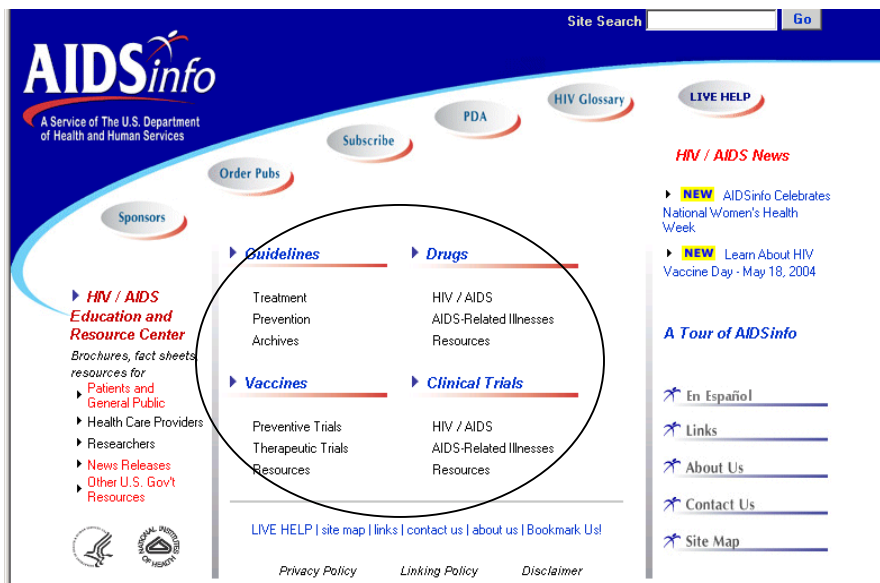 Site Search
Go
AIDSinfo
A Service of The U.S. Department
of Health and Human Services
Sponsors
Order Pubs
Subscribe
PDA
HIV Glossary
LIVE HELP
HIV / AIDS
Education and
Resource Center
Brochures, fact sheets,
resources for
Patients and
General Public
Health Care Providers
Researchers
News Releases
Other U.S. Gov't
Resources
NATIONAL INSTITUTES
OF HEALTH
Guidelines
Treatment
Prevention
Archives
Drugs
HIV / AIDS
AIDS-Related Illnesses
Resources
Vaccines
Preventive Trials
Therapeutic Trials
Resources
Clinical Trials
HIV / AIDS
AIDS-Related Illnesses
Resources
LIVE HELP | site map | links | contact us | about us | Bookmark Us!
Privacy Policy Linking Policy Disclaimer
HIV / AIDS News
NEW AIDSinfo Celebrates
National Women's Health
Week
NEW Learn About HIV
Vaccine Day - May 18, 2004
A Tour of AIDSinfo
En Español
Links
About Us
Contact Us
Site Map